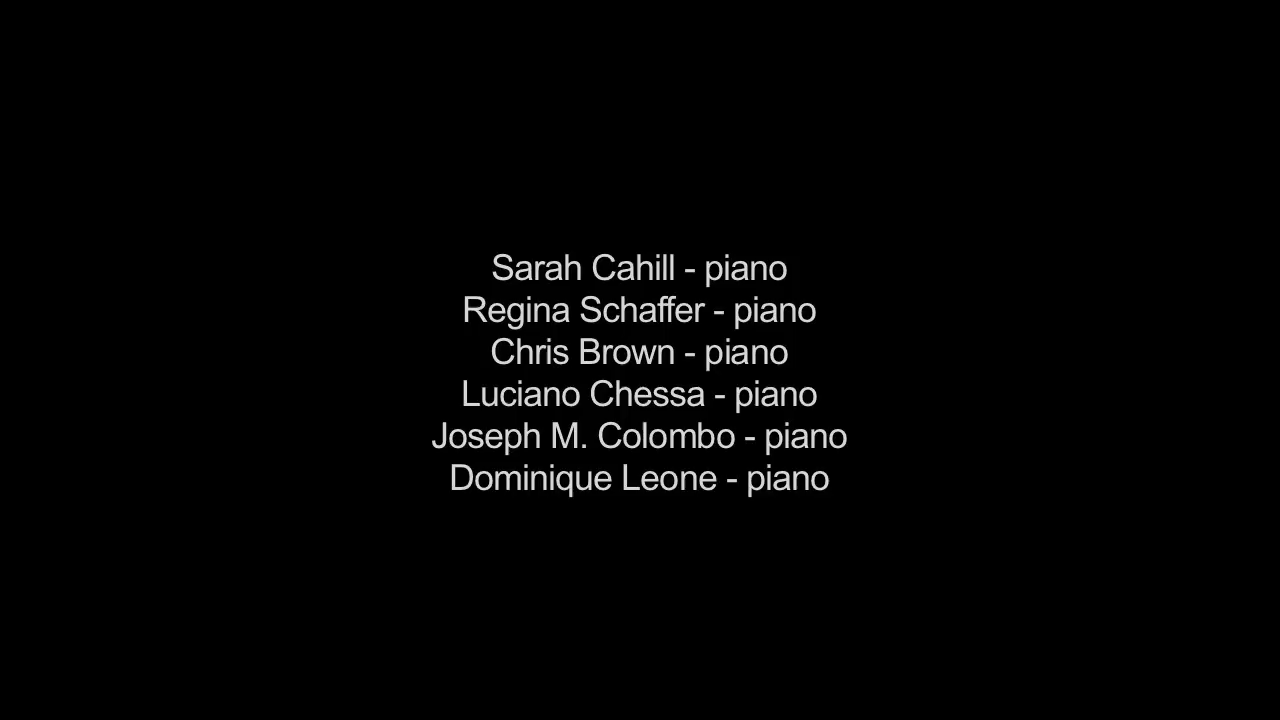 Sarah Cahill - piano
Regina Schaffer - piano
Chris Brown - piano
Luciano Chessa - piano
Joseph M. Colombo - piano
Dominique Leone - piano